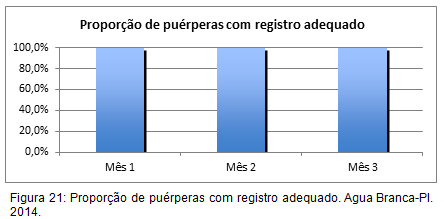 Proporção de puérperas com registro adequado
100,0%
80,0%
60,0%
40,0%
20,0%
0,0%
Mês 1 Mês 2 Mês 3
Figura 21: Proporção de puérperas com registro adequado. Agua Branca-PI.
2014.